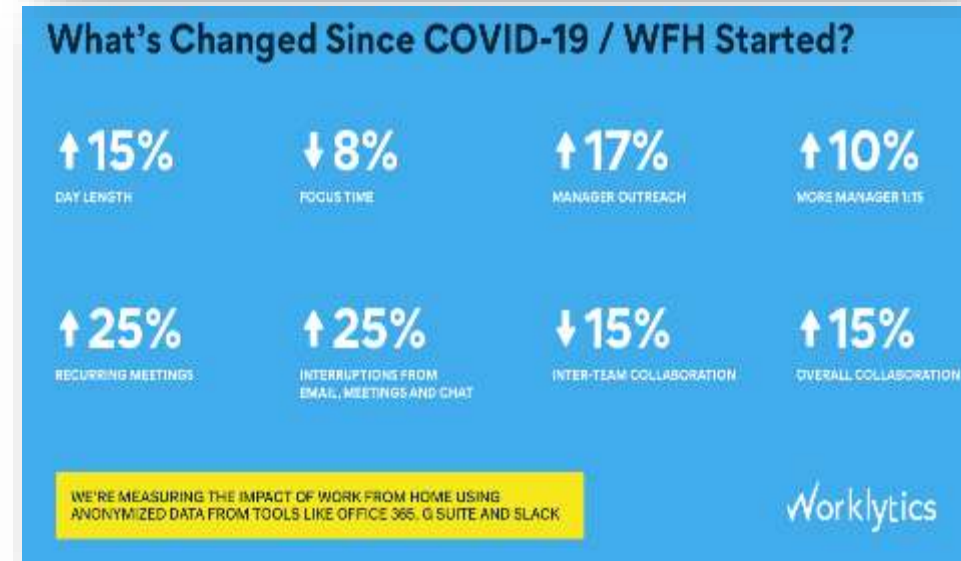 What's Changed Since COVID-19 / WFH Started?
↑15%
DAY LENGTH
↓8%
FOCUS TIME
↑17%
MANAGER OUTREACH
↑10%
MORE MANAGER 1:1S
↑25%
RECURRING MEETINGS
↑25%
INTERRUPTIONS FROM
EMAIL, MEETINGS AND CHAT
↓15%
INTER-TEAM COLLABORATION
↑15%
OVERALL COLLABORATION
WE'RE MEASURING THE IMPACT OF WORK FROM HOME USING
ANONYMIZED DATA FROM TOOLS LIKE OFFICE 365, G SUITE AND SLACK
Worklytics